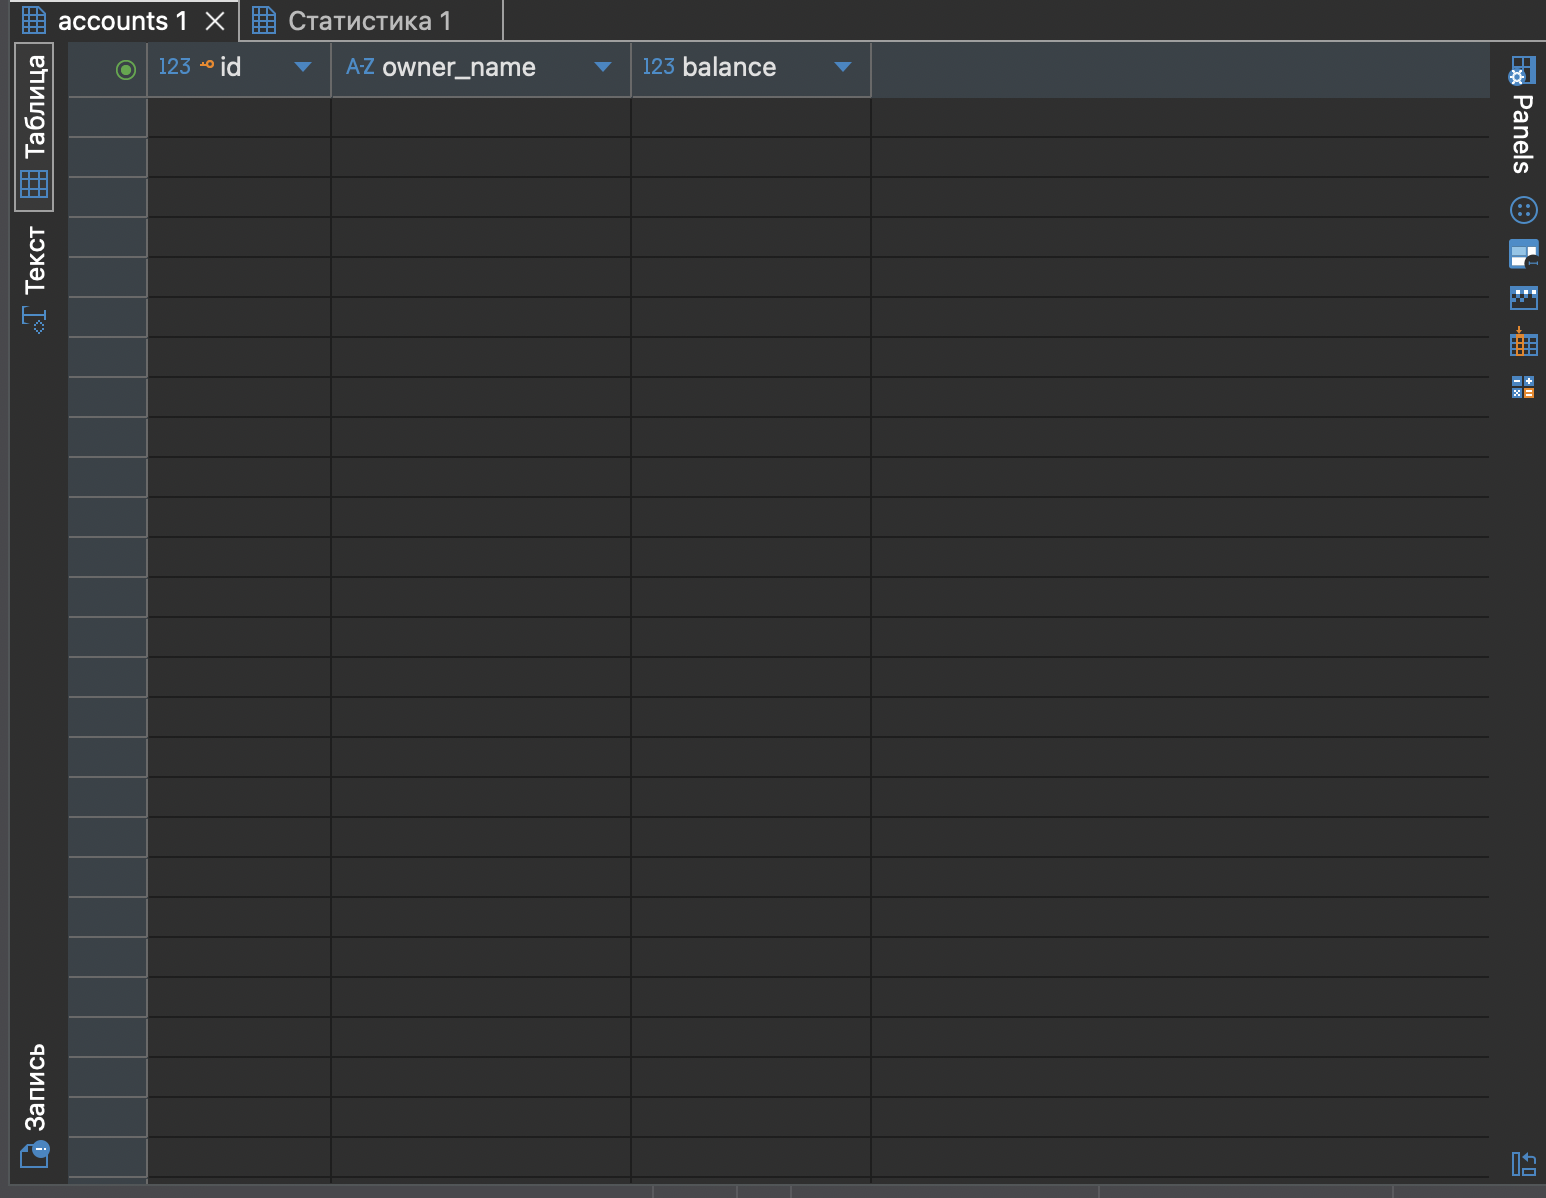 accounts 1
Статистика 1
Таблица
Текст
Запись
123 id
A-Z owner_name
123 balance
Panels